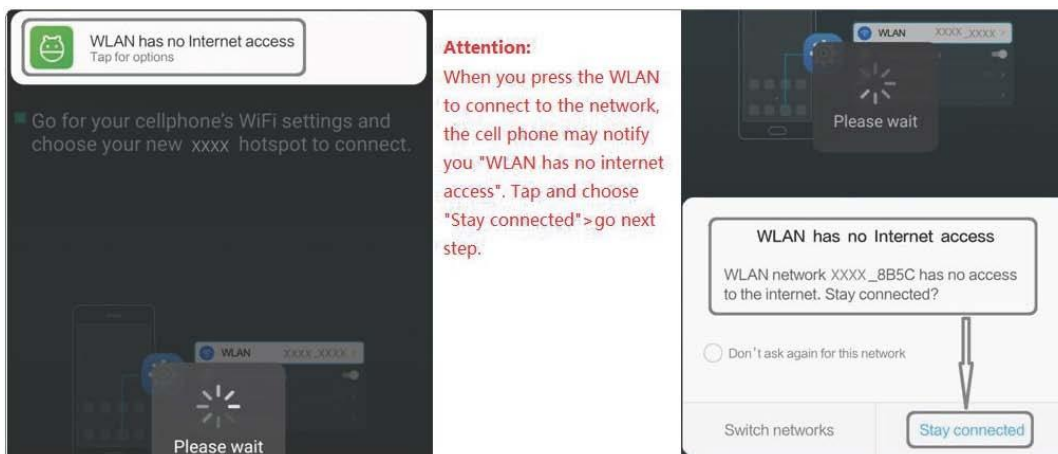 WLAN has no Internet access
Tap for options
Go for your cellphone's WiFi settings and
choose your new xxxx hotspot to connect.
WLAN XXXX_XXXX
Please wait
Attention:
When you press the WLAN
to connect to the network,
the cell phone may notify
you "WLAN has no internet
access". Tap and choose
"Stay connected">go next
step.
WLAN XXXX_XXXX
Please wait
WLAN has no Internet access
WLAN network XXXX_8B5C has no access
to the internet. Stay connected?
Don't ask again for this network
Switch networks
Stay connected